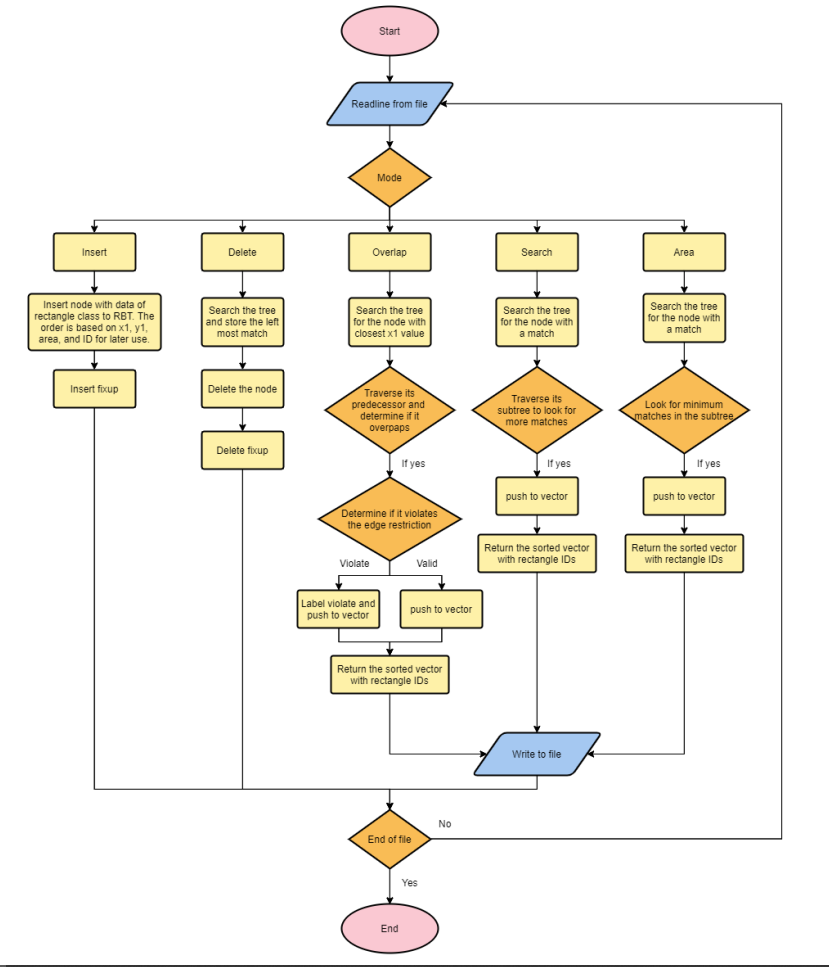 Start
Readline from file
Mode
Insert
Delete
Overlap
Search
Area
Insert node with data of
rectangle class to RBT. The
order is based on x1, y1,
area, and ID for later use.
Search the tree
and store the left
most match
Search the tree
for the node with
closest x1 value
Search the tree
for the node with
a match
Search the tree
for the node with
a match
Insert fixup
Delete the node
Delete fixup
Traverse its
predecessor and
determine if it
overpaps
Traverse its
subtree to look for
more matches
Look for minimum
matches in the subtree
If yes
If yes
If yes
Determine if it violates
the edge restriction
push to vector
push to vector
Return the sorted vector
with rectangle IDs
Return the sorted vector
with rectangle IDs
Violate
Valid
Label violate and
push to vector
push to vector
Return the sorted vector
with rectangle IDs
Write to file
End of file
No
Yes
End